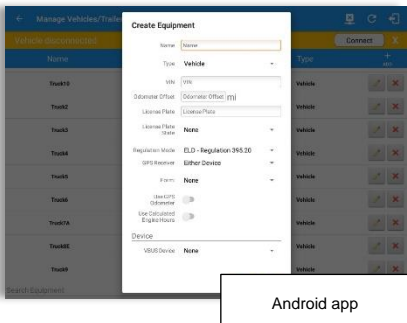 Manage Vehicles/Traile
Vehicle disconnected
Connect
X
Name
Type
Truck10
Vehicle
Truck2
Vehicle
Truck3
Vehicle
Truck4
Vehicle
Truck5
Vehicle
Truck6
Vehicle
Truck7A
Vehicle
Truck8E
Vehicle
Truck9
Vehicle
Search Equipment
Create Equipment
Name Name
Type Vehicle
VIN VIN
Odometer Offset Odometer Offset mi
License Plate License Plate
License Plate
State None
Regulation Mode ELD - Regulation 395.20
GPS Receiver Either Device
Form None
Use GPS
Odometer
Use Calculated
Engine Hours
Device
VBUS Device None
Android app